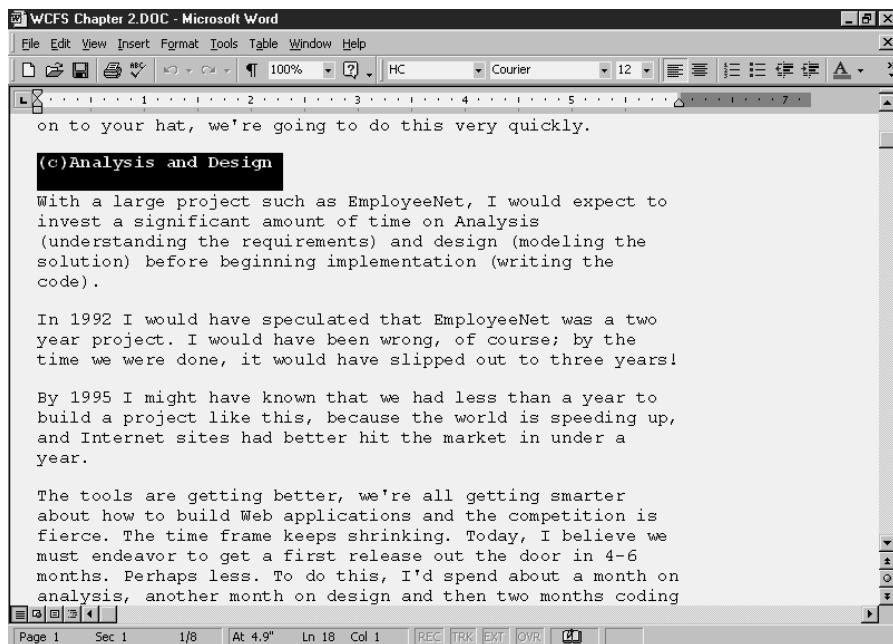 WCFS Chapter 2.DOC - Microsoft Word
File Edit View Insert Format Tools Table Window Help
100% HC Courier 12 A
1 2 3 4 5 7
on to your hat, we're going to do this very quickly.
(c)Analysis and Design
With a large project such as EmployeeNet, I would expect to
invest a significant amount of time on Analysis
(understanding the requirements) and design (modeling the
solution) before beginning implementation (writing the
code).
In 1992 I would have speculated that EmployeeNet was a two
year project. I would have been wrong, of course; by the
time we were done, it would have slipped out to three years!
By 1995 I might have known that we had less than a year to
build a project like this, because the world is speeding up,
and Internet sites had better hit the market in under a
year.
The tools are getting better, we're all getting smarter
about how to build Web applications and the competition is
fierce. The time frame keeps shrinking. Today, I believe we
must endeavor to get a first release out the door in 4-6
months. Perhaps less. To do this, I'd spend about a month on
analysis, another month on design and then two months coding
Page 1 Sec 1 1/8 At 4.9" Ln 18 Col 1 REC TRK EXT OVR